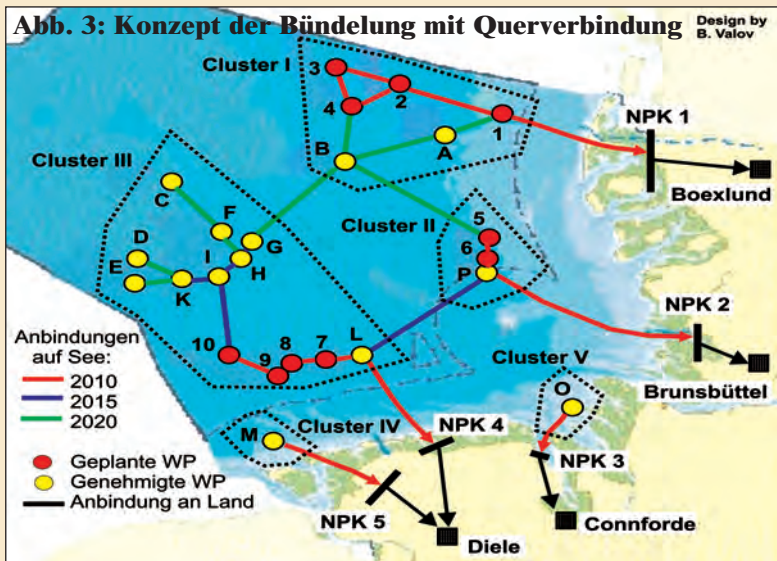 Abb. 3: Konzept der Bündelung mit Querverbindung
Design by
B. Valov
Cluster I
3
2
4
1
NPK 1
A
B
Boexlund
Cluster III
C
Cluster II
5
F
G
6
D
H
I
P
E
K
NPK 2
Anbindungen
auf See:
2010
2015
2020
10
9
8
7
L
Cluster V
Brunsbüttel
O
M
Cluster IV
NPK 4
NPK 3
Geplante WP
Genehmigte WP
Anbindung an Land
NPK 5
Diele
Connforde